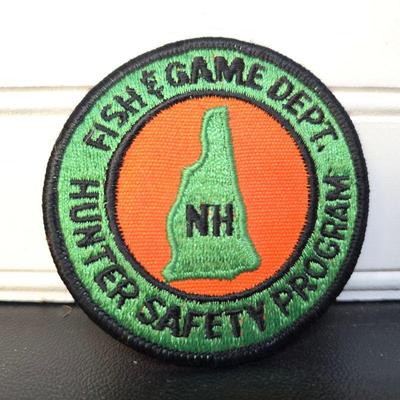 FISH & GAME DEPT.
NH
HUNTER SAFETY PROGRAM